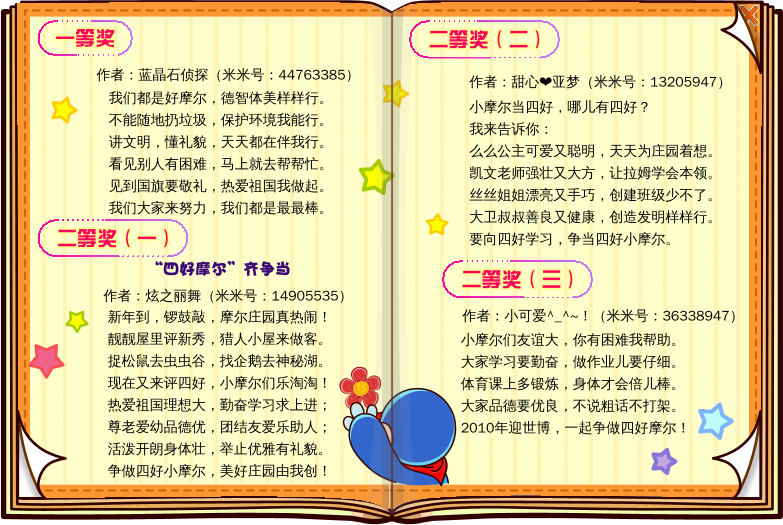 一等奖
作者：蓝晶石侦探（米米号：44763385）
我们都是好摩尔，德智体美样样行。
不能随地扔垃圾，保护环境我能行。
讲文明，懂礼貌，天天都在伴我行。
看见别人有困难，马上就去帮帮忙。
见到国旗要敬礼，热爱祖国我做起。
我们大家来努力，我们都是最最棒。
二等奖（一）
“四好摩尔”齐争当
作者：炫之丽舞（米米号：14905535）
新年到，锣鼓敲，摩尔庄园真热闹！
靓靓屋里评新秀，猎人小屋来做客。
捉松鼠去虫虫谷，找企鹅去神秘湖。
现在又来评四好，小摩尔们乐淘淘！
热爱祖国理想大，勤奋学习求上进；
尊老爱幼品德优，团结友爱乐助人；
活泼开朗身体壮，举止优雅有礼貌。
争做四好小摩尔，美好庄园由我创！
二等奖（二）
作者：甜心❤亚梦（米米号：13205947）
小摩尔当四好，哪儿有四好？
我来告诉你：
么么公主可爱又聪明，天天为庄园着想。
凯文老师强壮又大方，让拉姆学会本领。
丝丝姐姐漂亮又手巧，创建班级少不了。
大卫叔叔善良又健康，创造发明样样行。
要向四好学习，争当四好小摩尔。
二等奖（三）
作者：小可爱^_^~！（米米号：36338947）
小摩尔们友谊大，你有困难我帮助。
大家学习要勤奋，做作业儿要仔细。
体育课上多锻炼，身体才会倍儿棒。
大家品德要优良，不说粗话不打架。
2010年迎世博，一起争做四好摩尔！